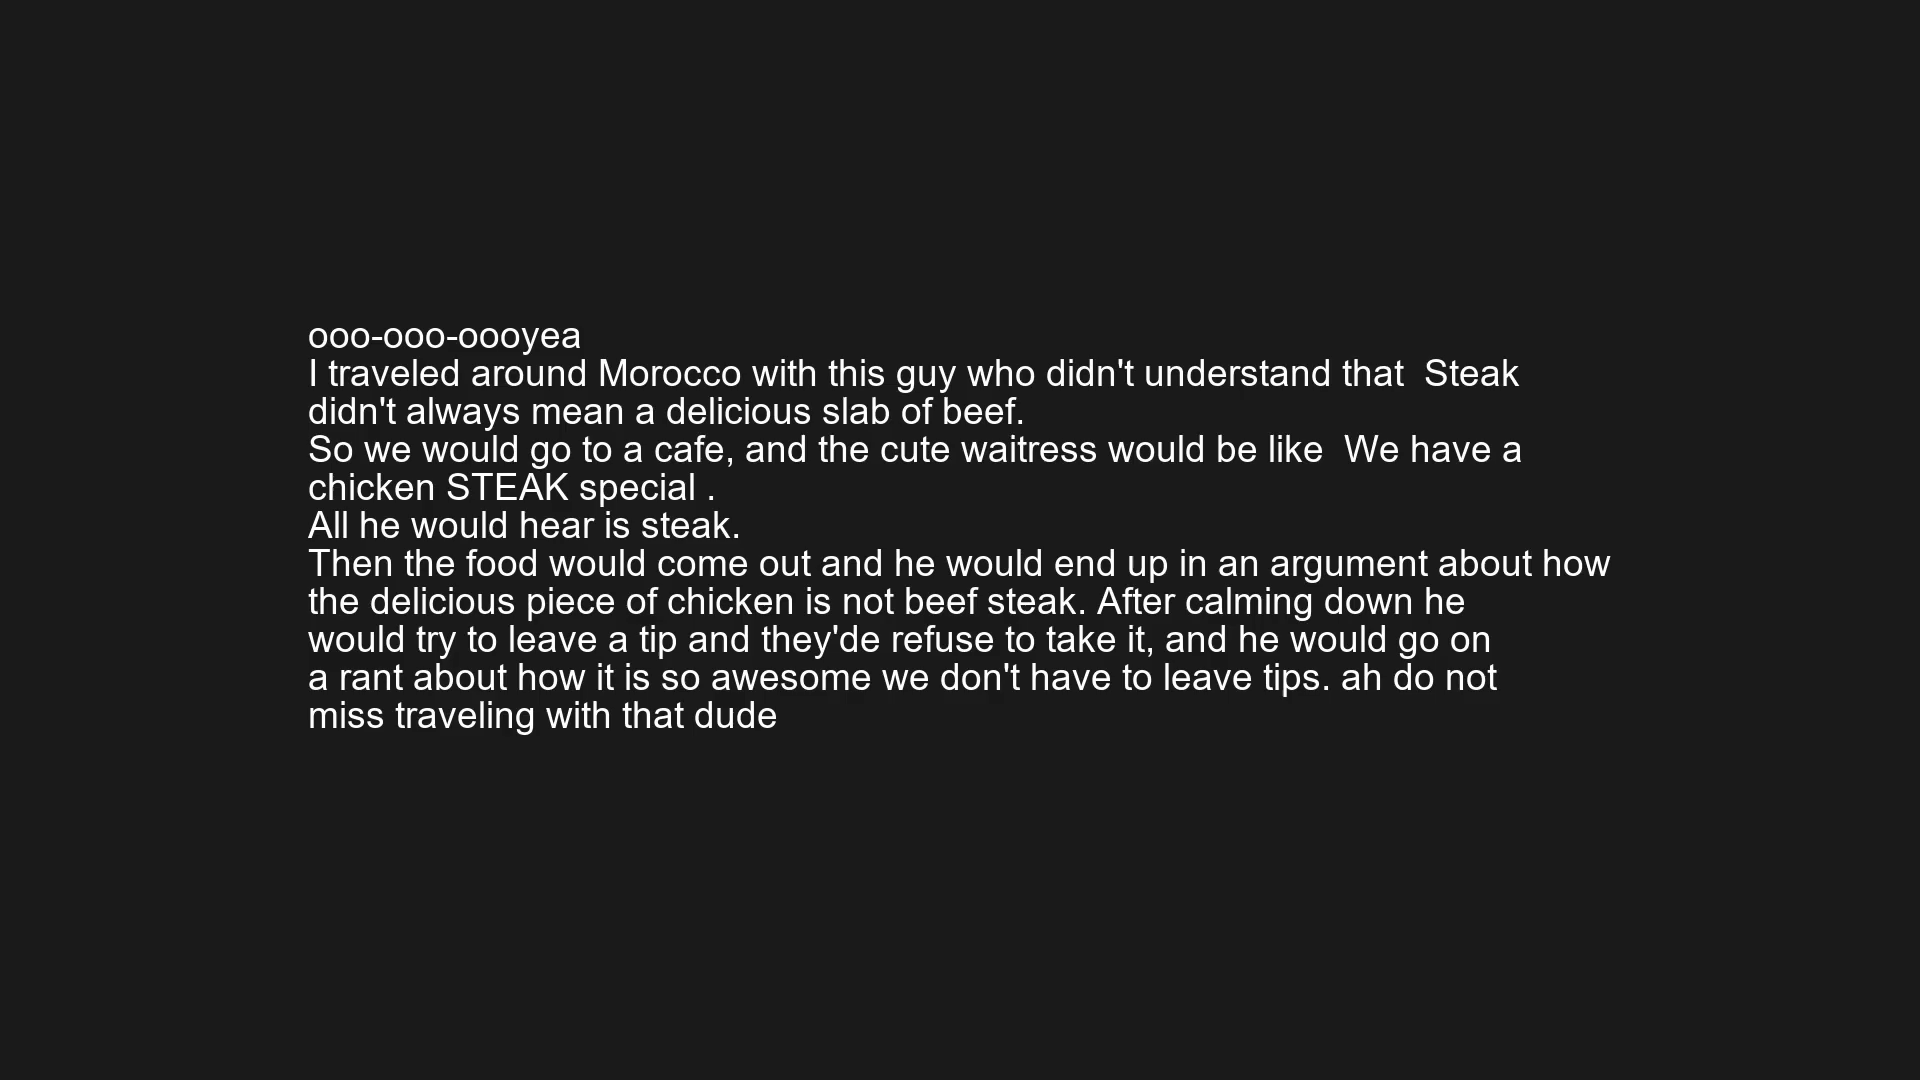 ooo-ooo-oooyea
I traveled around Morocco with this guy who didn't understand that  Steak
didn't always mean a delicious slab of beef.
So we would go to a cafe, and the cute waitress would be like  We have a
chicken STEAK special .
All he would hear is steak.
Then the food would come out and he would end up in an argument about how
the delicious piece of chicken is not beef steak. After calming down he
would try to leave a tip and they'de refuse to take it, and he would go on
a rant about how it is so awesome we don't have to leave tips. ah do not
miss traveling with that dude